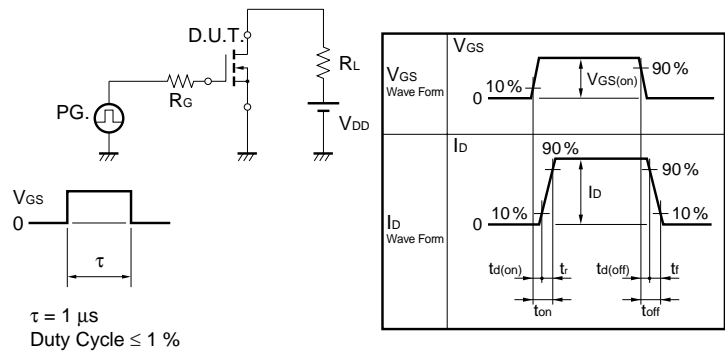 D.U.T.
RL
RG
PG.
VDD
VGS
0
τ
τ = 1 μs
Duty Cycle ≤ 1 %
VGS
Wave Form
VGS
10 %
0
VGS(on)
90 %
ID
Wave Form
ID
90 %
90 %
ID
10 %
0
10 %
td(on)
tr
td(off)
tf
ton
toff